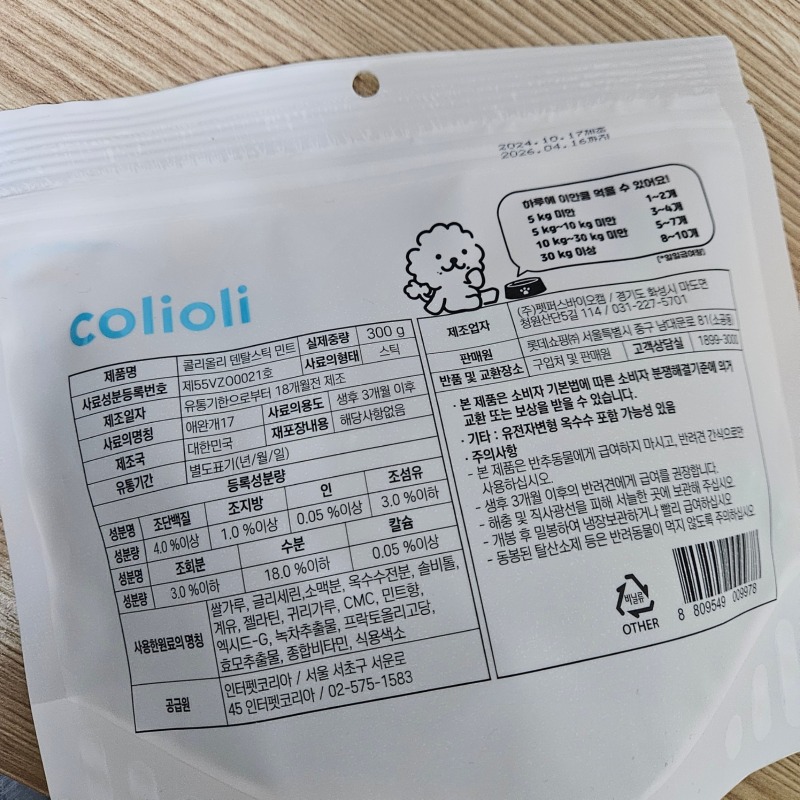 2024.10.17제조
2026.04.16까지
하루에 이만큼 먹을 수 있어요!
5 kg 미만 1~2개
5 kg~10 kg 미만 3~4개
10 kg~30 kg 미만 5~7개
30 kg 이상 8~10개
(*일일급여량)
colioli
제품명 콜리올리 덴탈스틱 민트 실제중량 300 g
사료성분등록번호 제55VZO0021호 사료의형태 스틱
제조일자 유통기한으로부터 18개월전 제조
사료의명칭 애완개17 사료의용도 생후 3개월 이후
제조국 대한민국 재포장내용 해당사항없음
유통기간 별도표기(년/월/일)
등록성분량
성분명 조단백질 조지방 인 조섬유
성분량 4.0 %이상 1.0 %이상 0.05 %이상 3.0 %이하
성분명 조회분 수분 칼슘
성분량 3.0 %이하 18.0 %이하 0.05 %이상
사용한원료의 명칭
쌀가루, 글리세린, 소맥분, 옥수수전분, 솔비톨,
계유, 젤라틴, 귀리가루, CMC, 민트향,
엑시드-G, 녹차추출물, 프락토올리고당,
효모추출물, 종합비타민, 식용색소
공급원
인터펫코리아 / 서울 서초구 서운로
45 인터펫코리아 / 02-575-1583
제조업자
(주)펫퍼스바이오캠 / 경기도 화성시 마도면
청원산단5길 114 / 031-227-5701
판매원 롯데쇼핑㈜ 서울특별시 중구 남대문로 81(소공동)
반품 및 교환장소 구입처 및 판매원 고객상담실 1899-3000
· 본 제품은 소비자 기본법에 따른 소비자 분쟁해결기준에 의거
교환 또는 보상을 받을 수 있습니다.
· 기타 : 유전자변형 옥수수 포함 가능성 있음
· 주의사항
- 본 제품은 반추동물에게 급여하지 마시고, 반려견 간식으로만
사용하십시오.
- 생후 3개월 이후의 반려견에게 급여를 권장합니다.
- 해충 및 직사광선을 피해 서늘한 곳에 보관해 주십시오
- 개봉 후 밀봉하여 냉장보관하거나 빨리 급여하십시오
- 동봉된 탈산소제 등은 반려동물이 먹지 않도록 주의하십시오
비닐류
OTHER
8 809549 009978